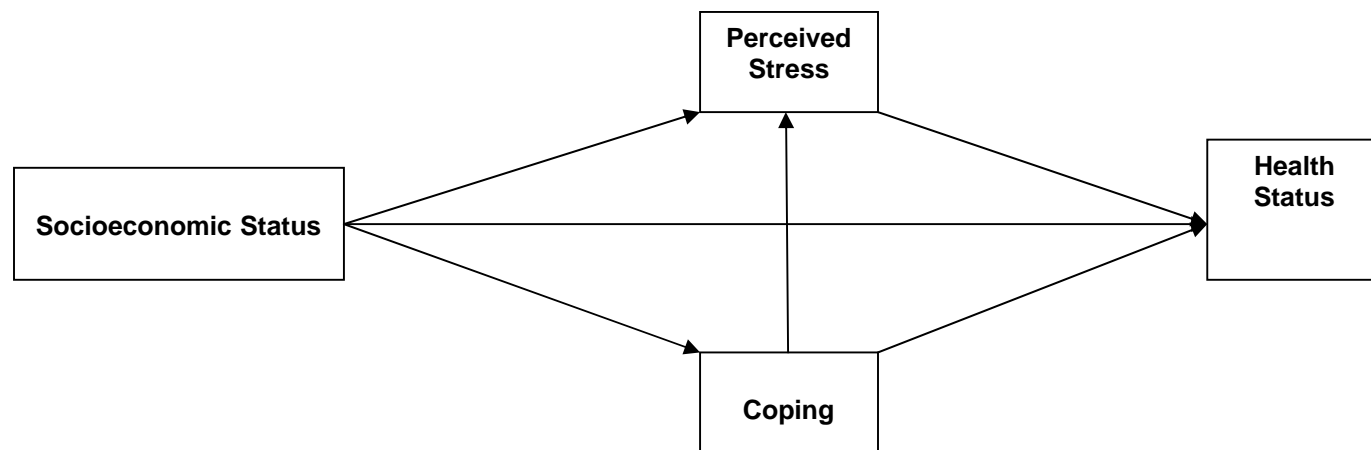 Perceived
Stress
Health
Status
Socioeconomic Status
Coping